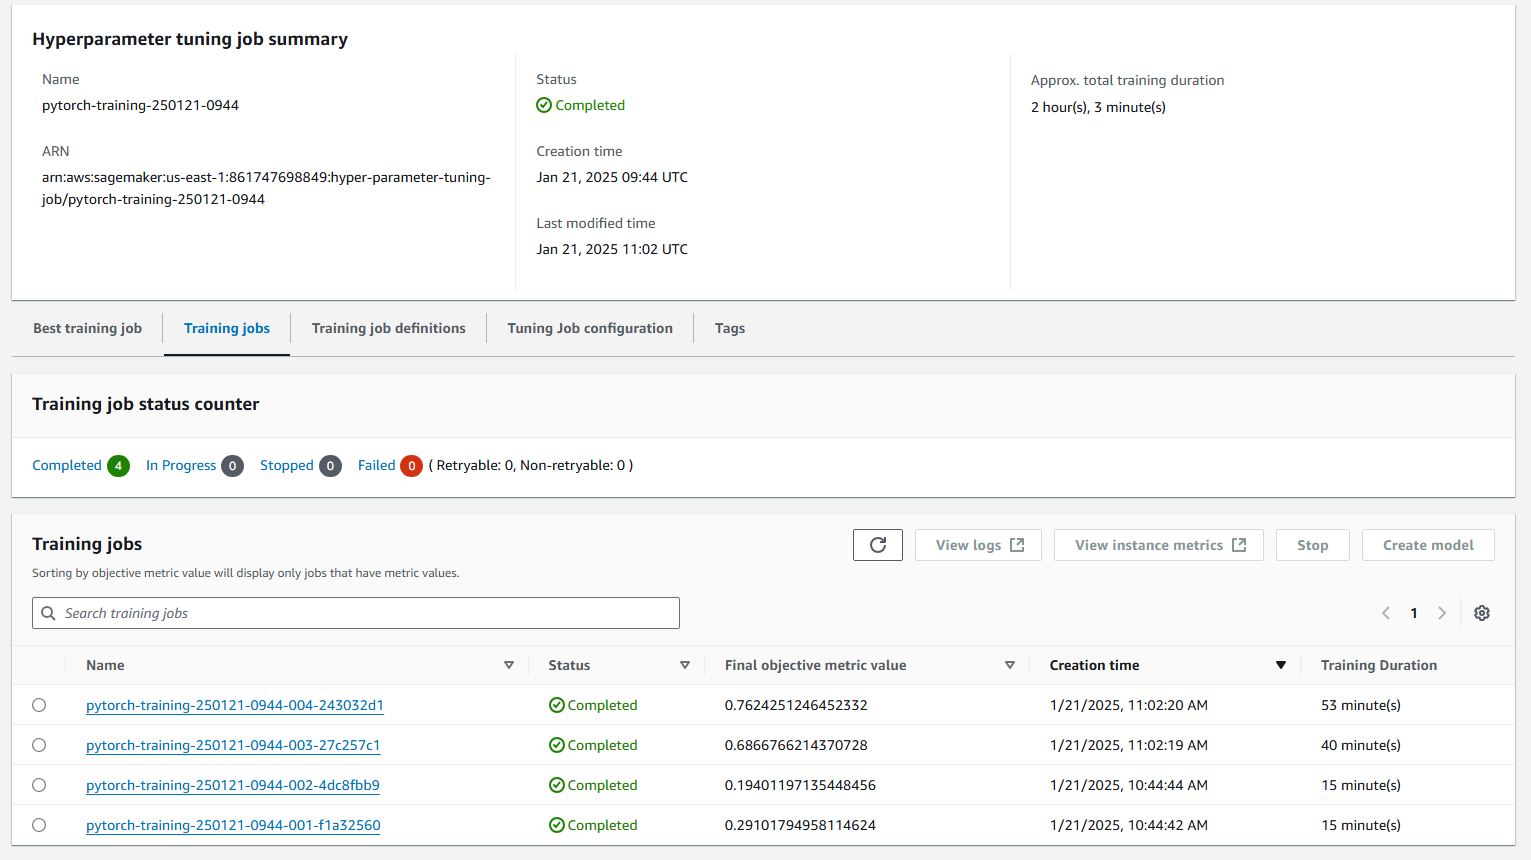 Hyperparameter tuning job summary
Name
pytorch-training-250121-0944
ARN
arn:aws:sagemaker:us-east-1:861747698849:hyper-parameter-tuning-
job/pytorch-training-250121-0944
Status
Completed
Creation time
Jan 21, 2025 09:44 UTC
Last modified time
Jan 21, 2025 11:02 UTC
Approx. total training duration
2 hour(s), 3 minute(s)
Best training job Training jobs Training job definitions Tuning Job configuration Tags
Training job status counter
Completed 4 In Progress 0 Stopped 0 Failed 0 ( Retryable: 0, Non-retryable: 0 )
Training jobs View logs View instance metrics Stop Create model
Sorting by objective metric value will display only jobs that have metric values.
Search training jobs 1
Name Status Final objective metric value Creation time Training Duration
pytorch-training-250121-0944-004-243032d1 Completed 0.7624251246452332 1/21/2025, 11:02:20 AM 53 minute(s)
pytorch-training-250121-0944-003-27c257c1 Completed 0.6866766214370728 1/21/2025, 11:02:19 AM 40 minute(s)
pytorch-training-250121-0944-002-4dc8fbb9 Completed 0.19401197135448456 1/21/2025, 10:44:44 AM 15 minute(s)
pytorch-training-250121-0944-001-f1a32560 Completed 0.29101794958114624 1/21/2025, 10:44:42 AM 15 minute(s)